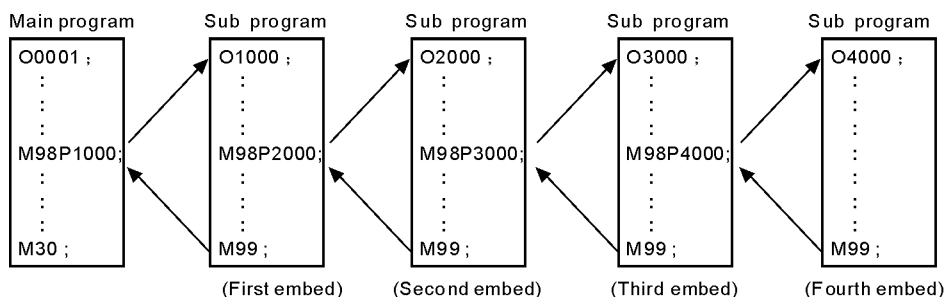 Main program
Sub program
Sub program
Sub program
Sub program
O0001 ;
O1000 ;
O2000 ;
O3000 ;
O4000 ;
M98P1000;
M98P2000;
M98P3000;
M98P4000;
M30 ;
M99 ;
M99 ;
M99 ;
M99 ;
(First embed)
(Second embed)
(Third embed)
(Fourth embed)